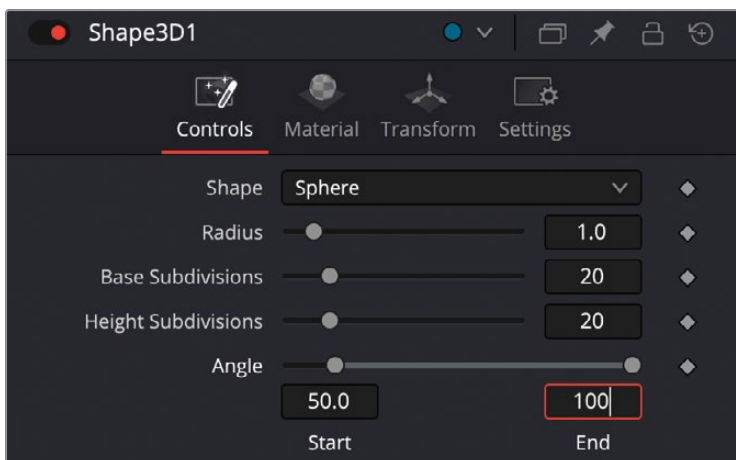 Shape3D1
Controls Material Transform Settings
Shape Sphere
Radius 1.0
Base Subdivisions 20
Height Subdivisions 20
Angle
50.0 100
Start End